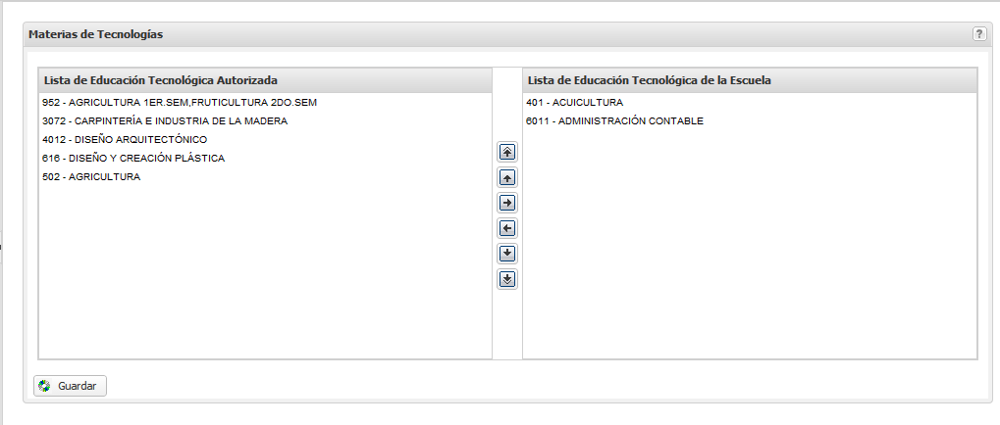 Materias de Tecnologías
?
Lista de Educación Tecnológica Autorizada
952 - AGRICULTURA 1ER.SEM,FRUTICULTURA 2DO.SEM
3072 - CARPINTERÍA E INDUSTRIA DE LA MADERA
4012 - DISEÑO ARQUITECTÓNICO
616 - DISEÑO Y CREACIÓN PLÁSTICA
502 - AGRICULTURA
Lista de Educación Tecnológica de la Escuela
401 - ACUICULTURA
6011 - ADMINISTRACIÓN CONTABLE
Guardar